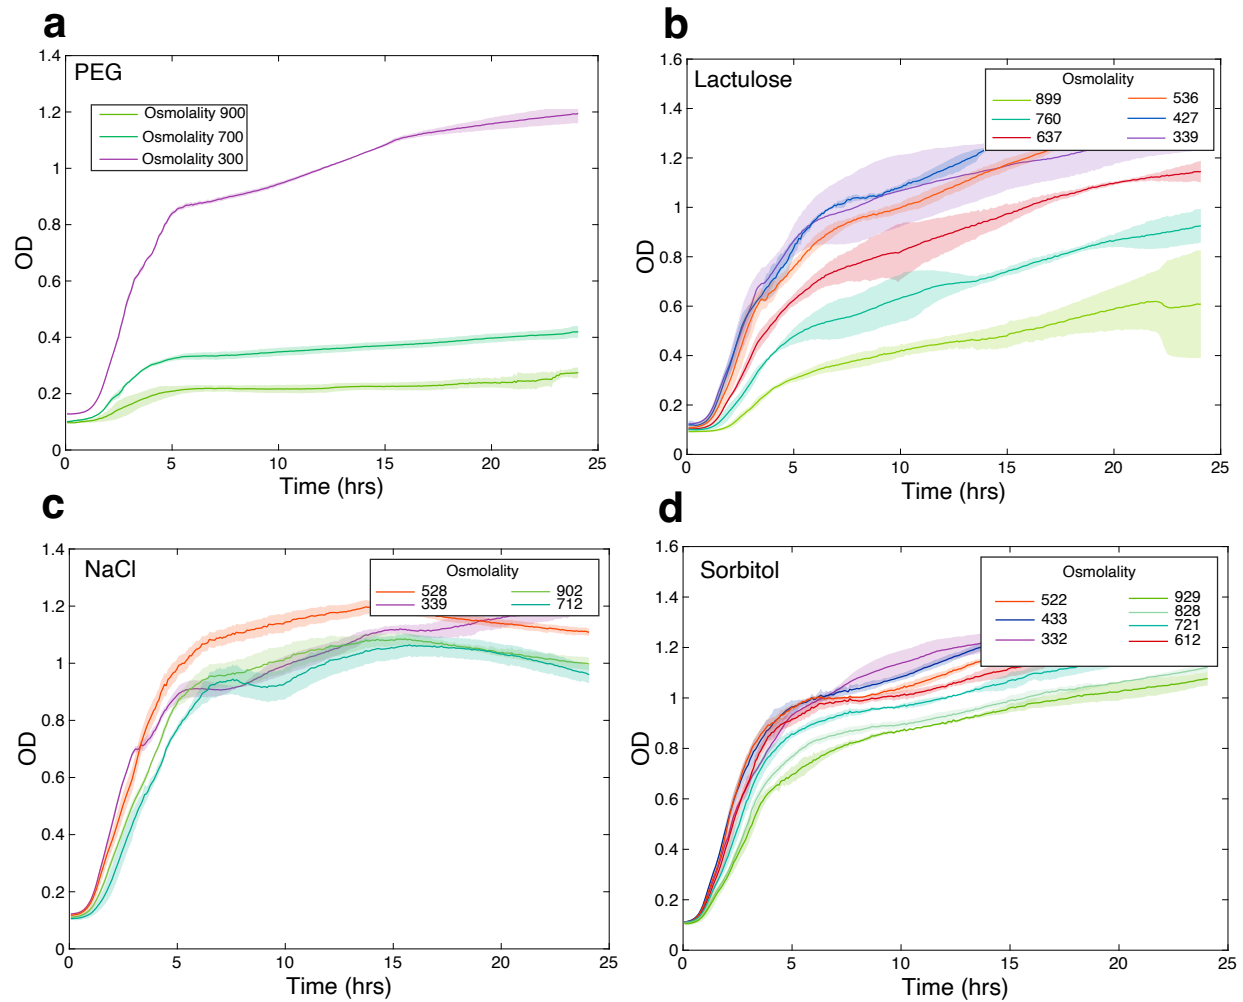 a
PEG
Osmolality 900
Osmolality 700
Osmolality 300
OD
1.4
1.2
1
0.8
0.6
0.4
0.2
0
0 5 10 15 20 25
Time (hrs)
b
Lactulose
Osmolality
899 536
760 427
637 339
OD
1.6
1.4
1.2
1
0.8
0.6
0.4
0.2
0
0 5 10 15 20 25
Time (hrs)
c
NaCl
Osmolality
528 902
339 712
OD
1.4
1.2
1
0.8
0.6
0.4
0.2
0
0 5 10 15 20 25
Time (hrs)
d
Sorbitol
Osmolality
522 929
433 828
332 721
612
OD
1.6
1.4
1.2
1
0.8
0.6
0.4
0.2
0
0 5 10 15 20 25
Time (hrs)